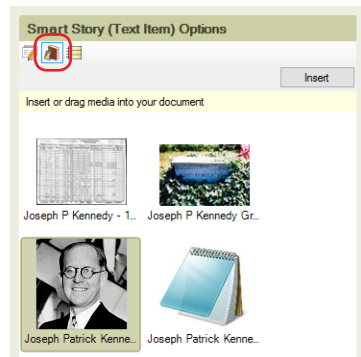 Smart Story (Text Item) Options
Insert
Insert or drag media into your document
Joseph P Kennedy - 1...
Joseph P Kennedy Gr...
Joseph Patrick Kenne...
Joseph Patrick Kenne...